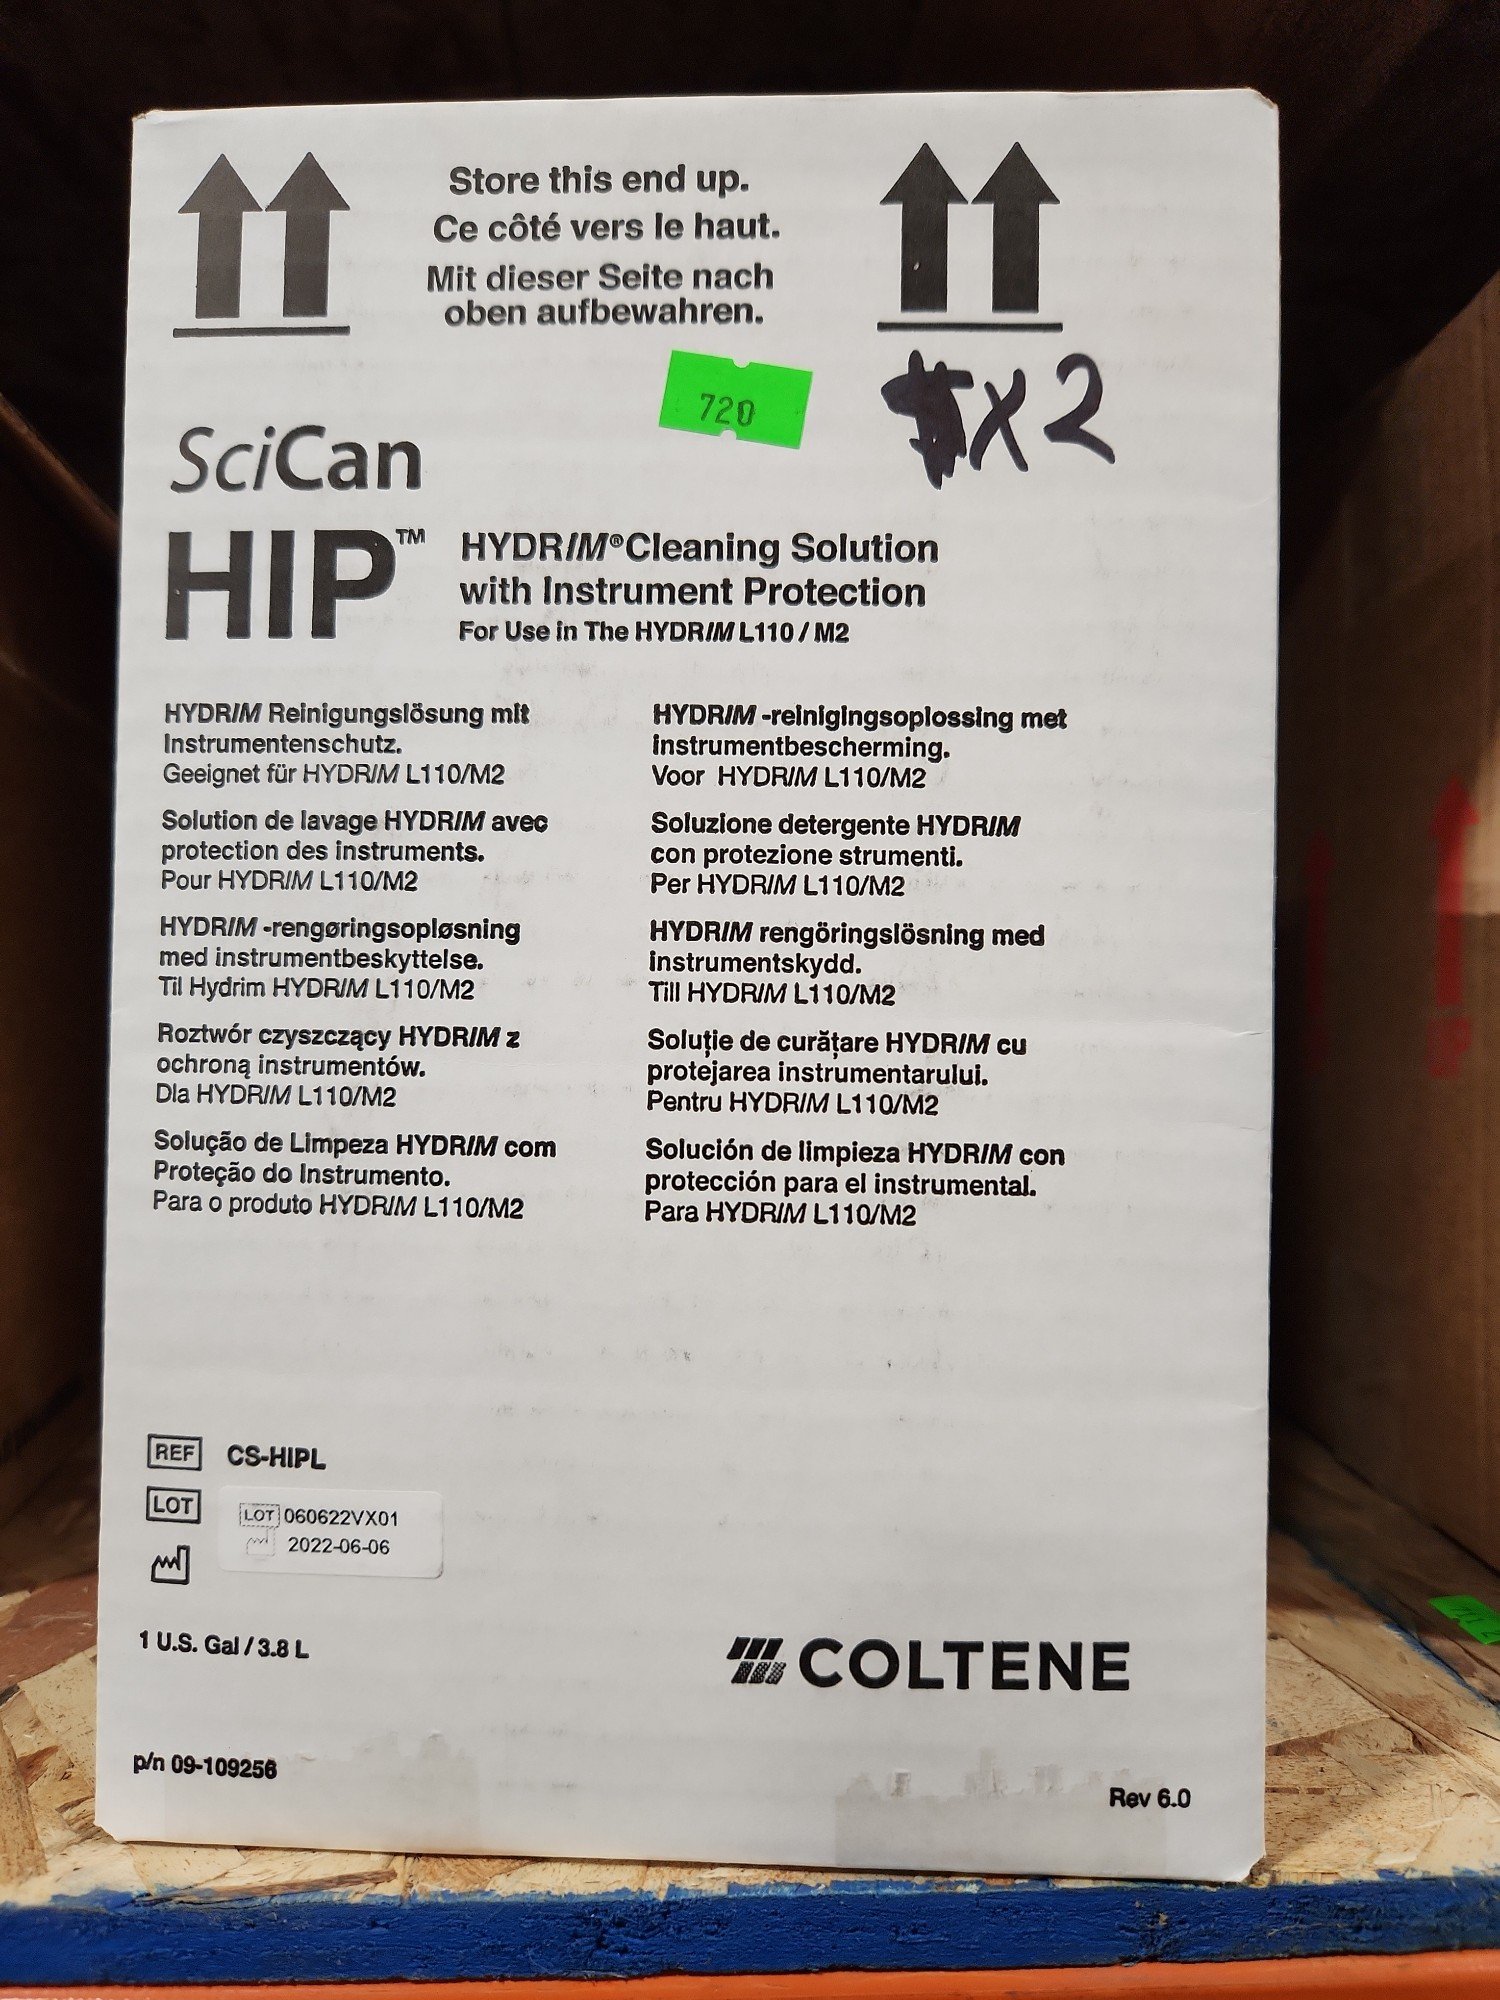 Store this end up.
Ce côté vers le haut.
Mit dieser Seite nach
oben aufbewahren.
720
X2
SciCan
HIP™
HYDRIM® Cleaning Solution
with Instrument Protection
For Use in The HYDRIM L110 / M2
HYDRIM Reinigungslösung mit
Instrumentenschutz.
Geeignet für HYDRIM L110/M2
Solution de lavage HYDRIM avec
protection des instruments.
Pour HYDRIM L110/M2
HYDRIM -rengøringsopløsning
med instrumentbeskyttelse.
Til Hydrim HYDRIM L110/M2
Roztwór czyszczący HYDRIM z
ochroną instrumentów.
Dla HYDRIM L110/M2
Solução de Limpeza HYDRIM com
Proteção do Instrumento.
Para o produto HYDRIM L110/M2
HYDRIM -reinigingsoplossing met
instrumentbescherming.
Voor HYDRIM L110/M2
Soluzione detergente HYDRIM
con protezione strumenti.
Per HYDRIM L110/M2
HYDRIM rengöringslösning med
instrumentskydd.
Till HYDRIM L110/M2
Soluție de curățare HYDRIM cu
protejarea instrumentarului.
Pentru HYDRIM L110/M2
Solución de limpieza HYDRIM con
protección para el instrumental.
Para HYDRIM L110/M2
REF CS-HIPL
LOT
LOT 060622VX01
2022-06-06
1 U.S. Gal / 3.8 L
COLTENE
p/n 09-109256
Rev 6.0